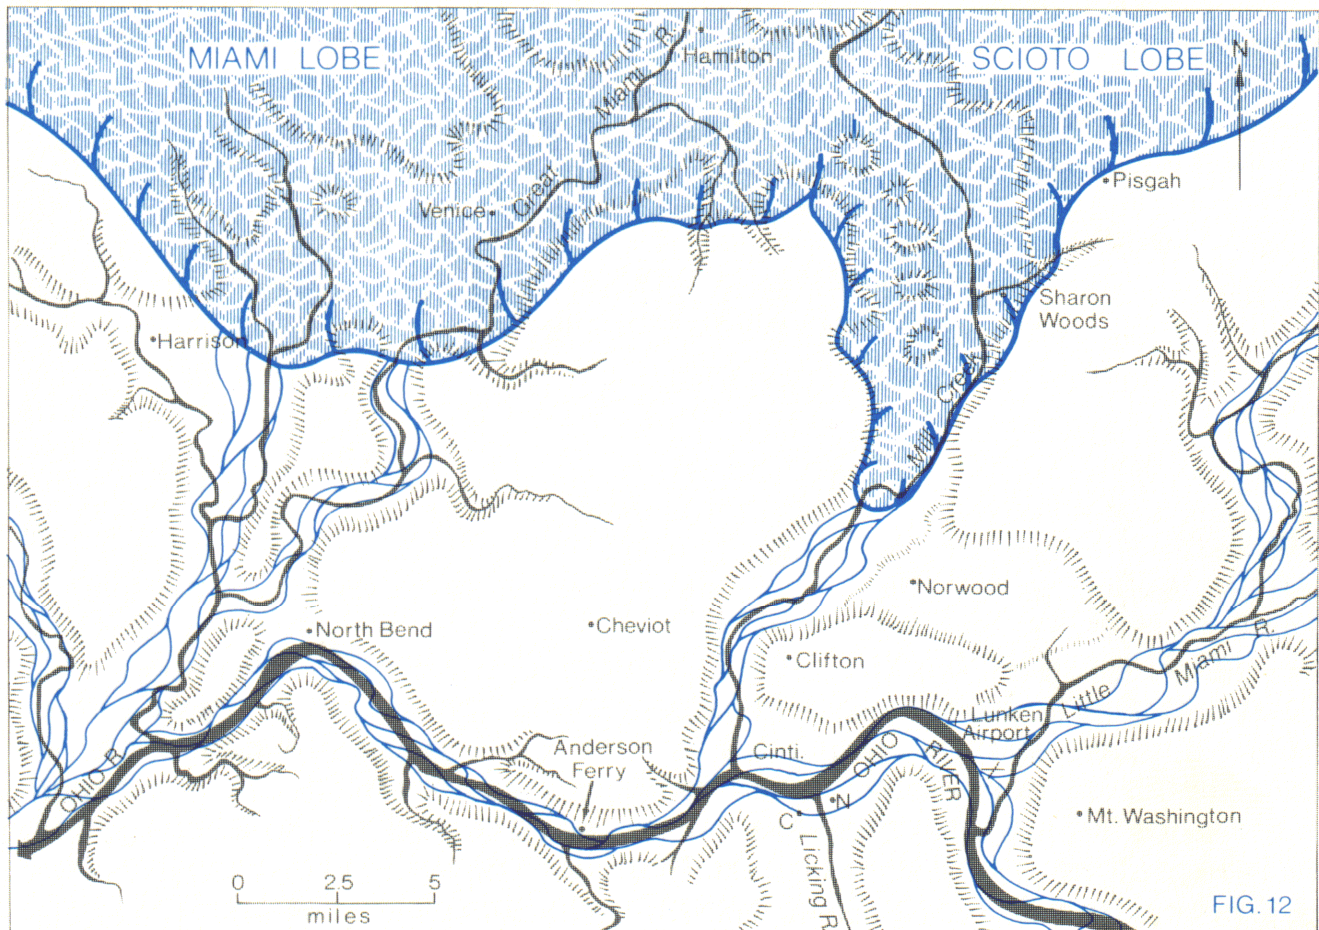 MIAMI LOBE
SCIOTO LOBE
N
Hamilton
Great Miami R.
Venice
Pisgah
Sharon
Woods
Harrison
Mill Creek
Norwood
North Bend
Cheviot
Clifton
Little Miami R.
Lunken
Airport
Anderson
Ferry
Cinti.
OHIO R.
OHO RIVER
N
C
Mt. Washington
Licking R.
0 2.5 5
miles
FIG. 12